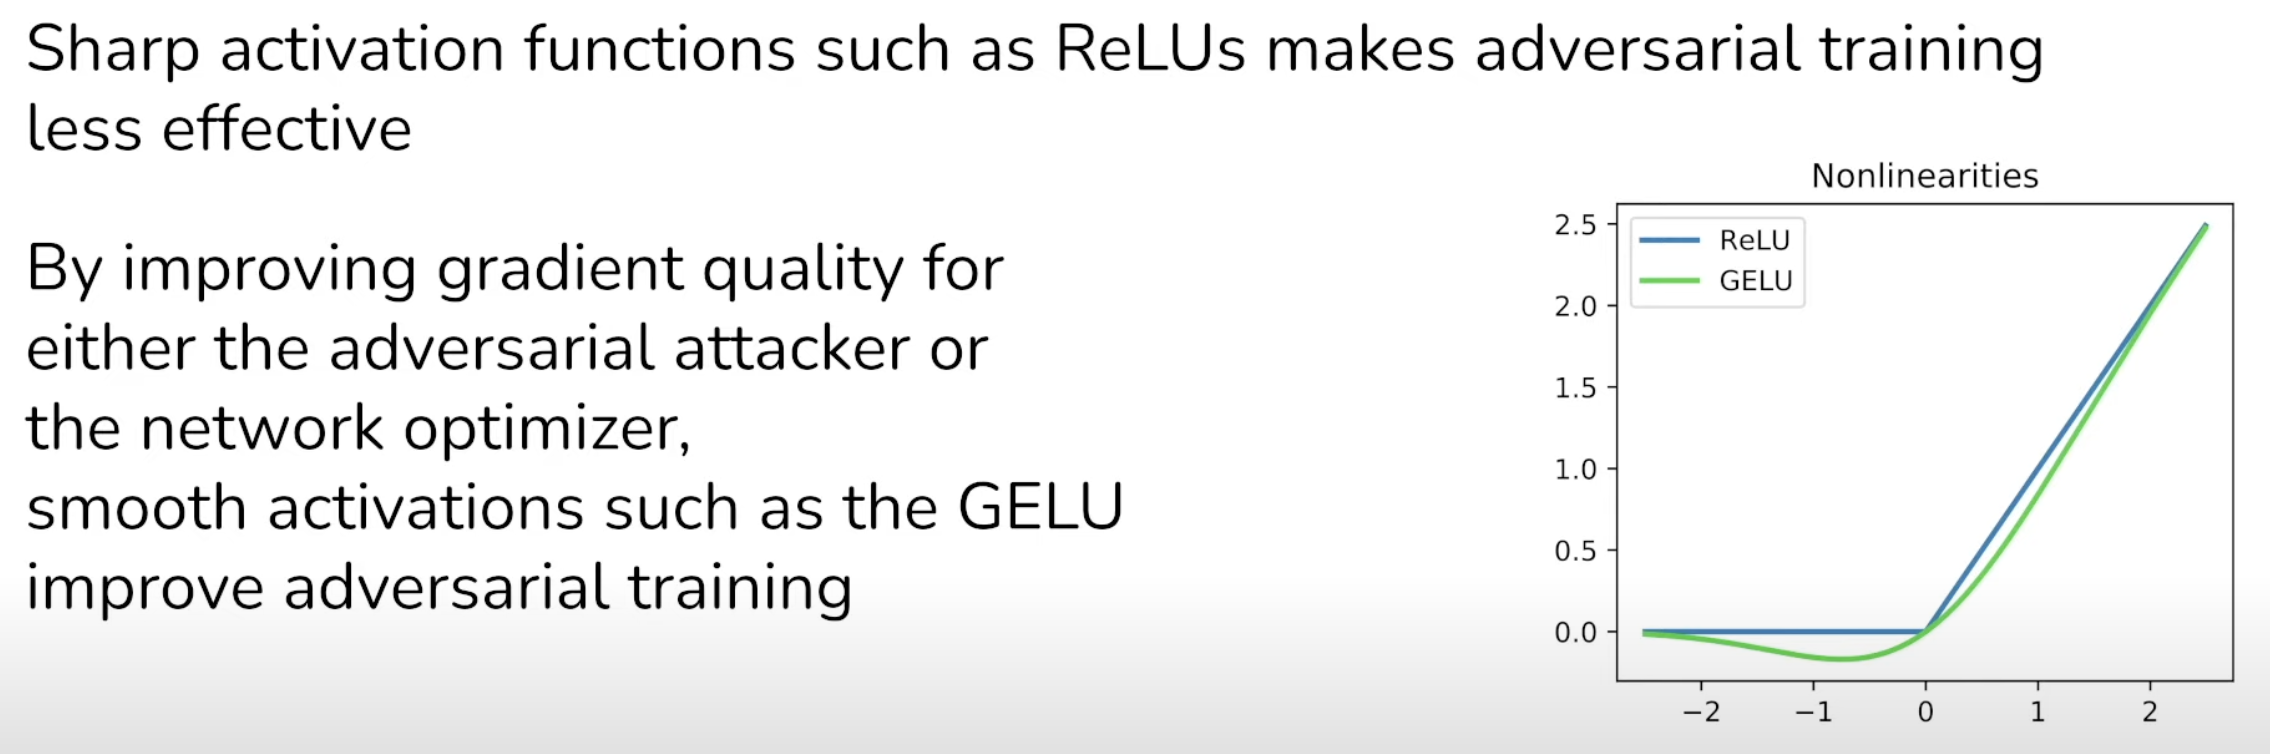 Sharp activation functions such as ReLUs makes adversarial training
less effective
By improving gradient quality for
either the adversarial attacker or
the network optimizer,
smooth activations such as the GELU
improve adversarial training
Nonlinearities
ReLU
GELU
2.5
2.0
1.5
1.0
0.5
0.0
−2 −1 0 1 2